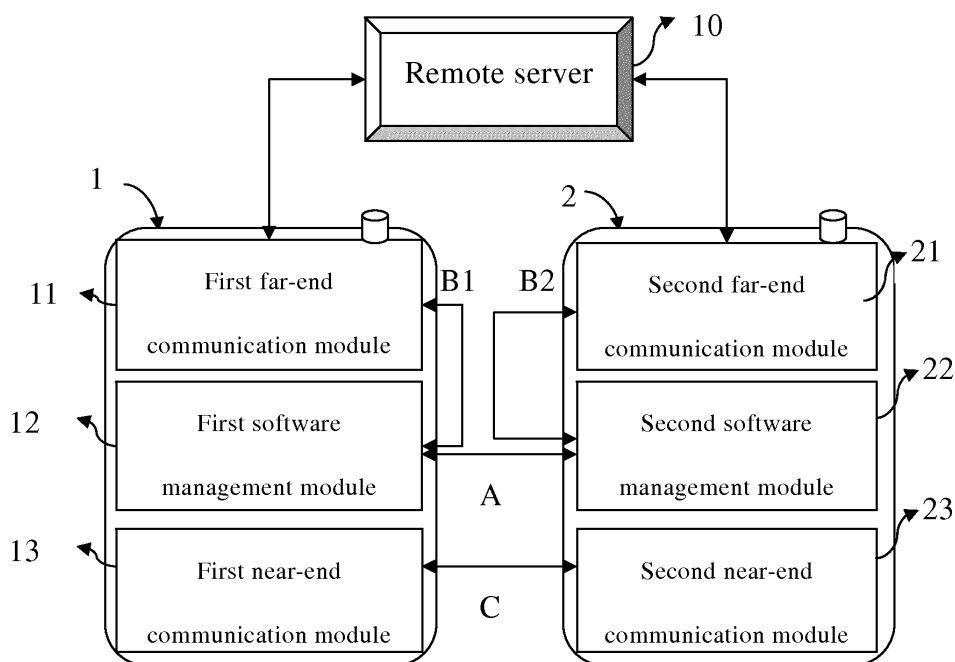 10
Remote server
1
2
First far-end
communication module
B1
B2
Second far-end
communication module
21
11
First software
management module
12
A
Second software
management module
22
First near-end
communication module
13
C
Second near-end
communication module
23